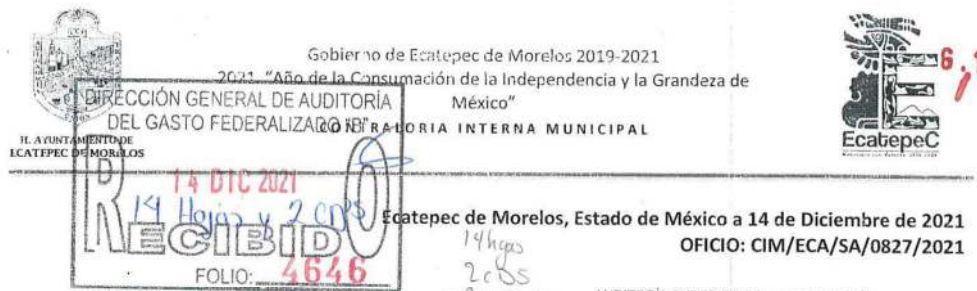 Gobierno de Ecatepec de Morelos 2019-2021
2021. "Año de la Consumación de la Independencia y la Grandeza de
México"
CONTRALORIA INTERNA MUNICIPAL
H. AYUNTAMIENTO DE
ECATEPEC DE MORELOS
EcatepeC
6,
DIRECCIÓN GENERAL DE AUDITORÍA
DEL GASTO FEDERALIZADO "B"
14 DIC 2021
14 Hojas y 2 CD'S
RECIBIDO
FOLIO: 4646
Ecatepec de Morelos, Estado de México a 14 de Diciembre de 2021
OFICIO: CIM/ECA/SA/0827/2021
14 hojas
2 CDS